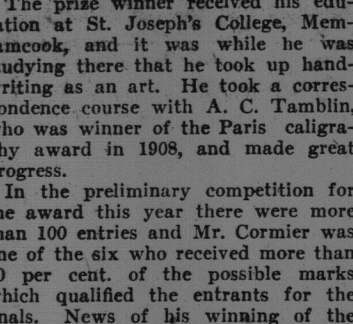 The prize winner received his edu-
ation at St. Joseph's College, Mem-
amcook, and it was while he was
tudying there that he took up hand-
riting as an art. He took a corres-
ondence course with A. C. Tamblin,
ho was winner of the Paris caligra-
hy award in 1908, and made great
rogress.
In the preliminary competition for
he award this year there were more
han 100 entries and Mr. Cormier was
ne of the six who received more than
0 per cent. of the possible marks
hich qualified the entrants for the
nals. News of his winning of the